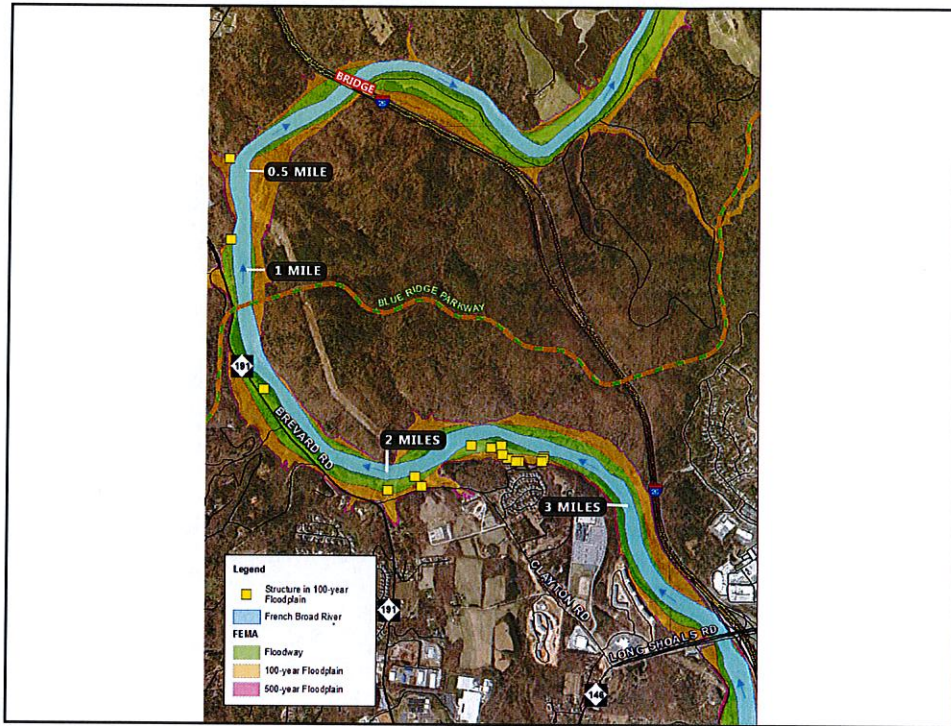 BRIDGE
26
0.5 MILE
1 MILE
BLUE RIDGE PARKWAY
191
BREVARD RD
2 MILES
26
3 MILES
CLAYTON RD
191
LONG SHOALS RD
146
Legend
Structure in 100-year
Floodplain
French Broad River
FEMA
Floodway
100-year Floodplain
500-year Floodplain